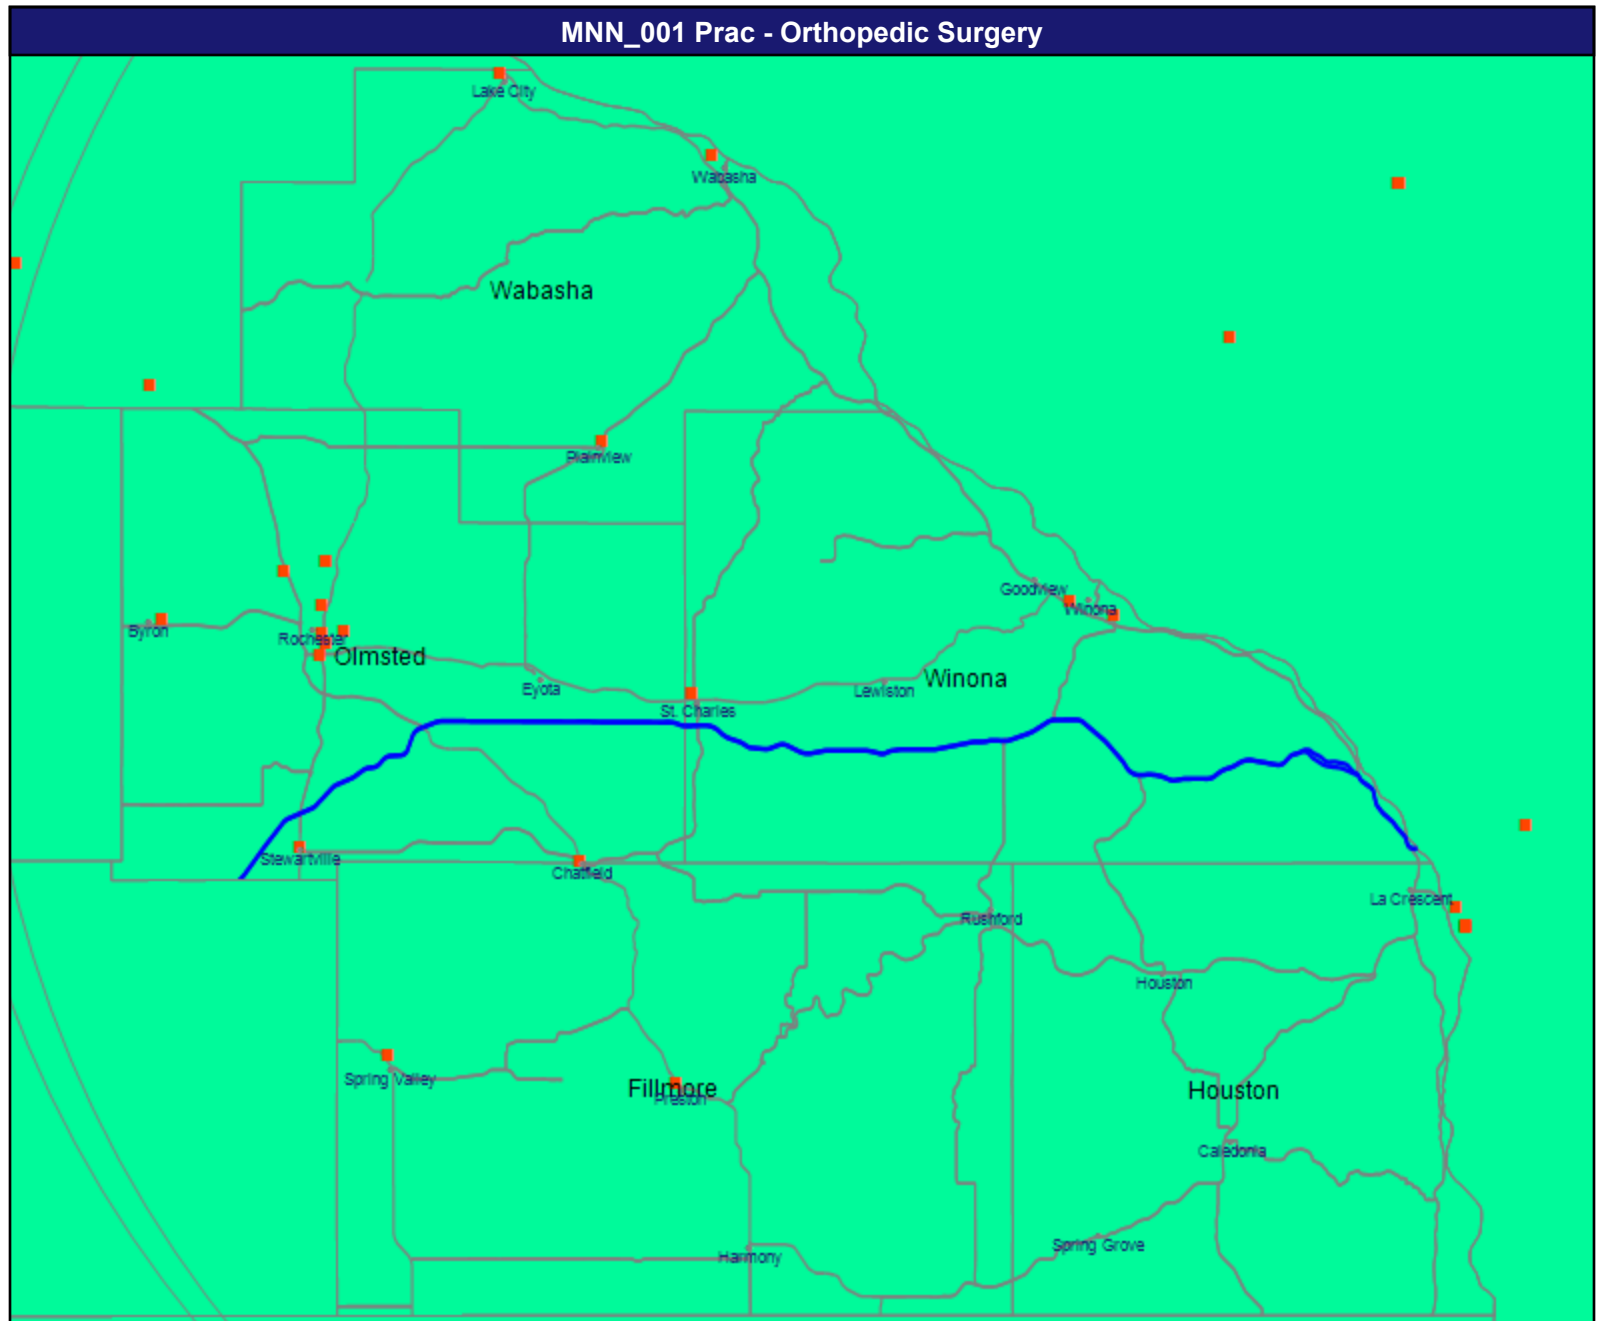 MNN_001 Prac - Orthopedic Surgery
Lake City
Wabasha
Wabasha
Plainview
Goodview
Winona
Byron
Rochester
Olmsted
Eyota
Lewiston
Winona
St. Charles
Stewartville
Chatfield
La Crescent
Rushford
Houston
Spring Valley
Fillmore
Preston
Houston
Caledonia
Spring Grove
Harmony